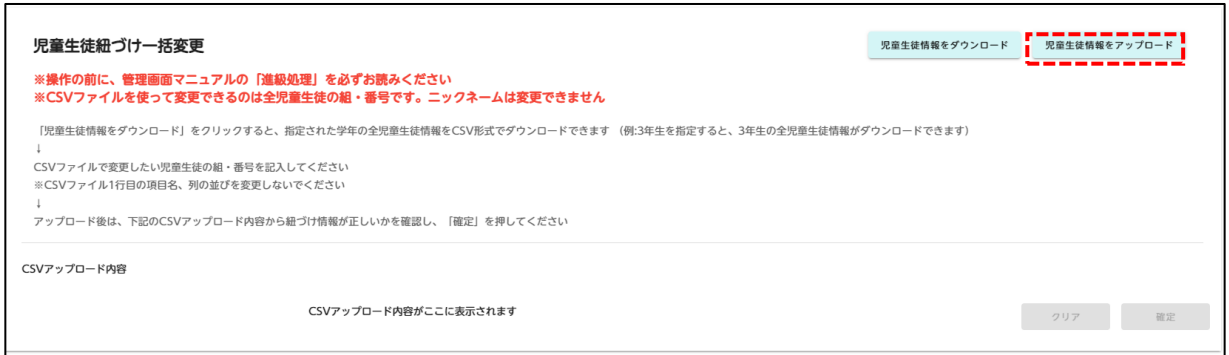 児童生徒紐づけ一括変更
児童生徒情報をダウンロード
児童生徒情報をアップロード
※操作の前に、管理画面マニュアルの「進級処理」を必ずお読みください
※CSVファイルを使って変更できるのは全児童生徒の組・番号です。ニックネームは変更できません
「児童生徒情報をダウンロード」をクリックすると、指定された学年の全児童生徒情報をCSV形式でダウンロードできます （例:3年生を指定すると、3年生の全児童生徒情報がダウンロードできます）
↓
CSVファイルで変更したい児童生徒の組・番号を記入してください
※CSVファイル1行目の項目名、列の並びを変更しないでください
↓
アップロード後は、下記のCSVアップロード内容から紐づけ情報が正しいかを確認し、「確定」を押してください
CSVアップロード内容
CSVアップロード内容がここに表示されます
クリア
確定